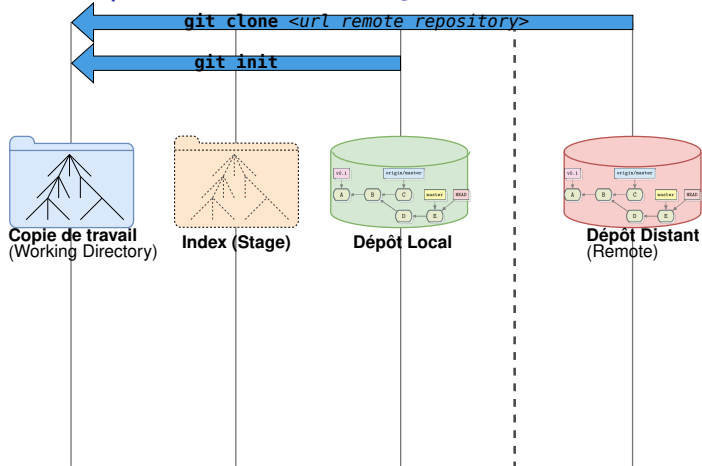 git clone <url remote repository>
git init
v0.1 origin/master
A B C master HEAD
D E
v0.1 origin/master
A B C master HEAD
D E
Copie de travail
(Working Directory)
Index (Stage)
Dépôt Local
Dépôt Distant
(Remote)